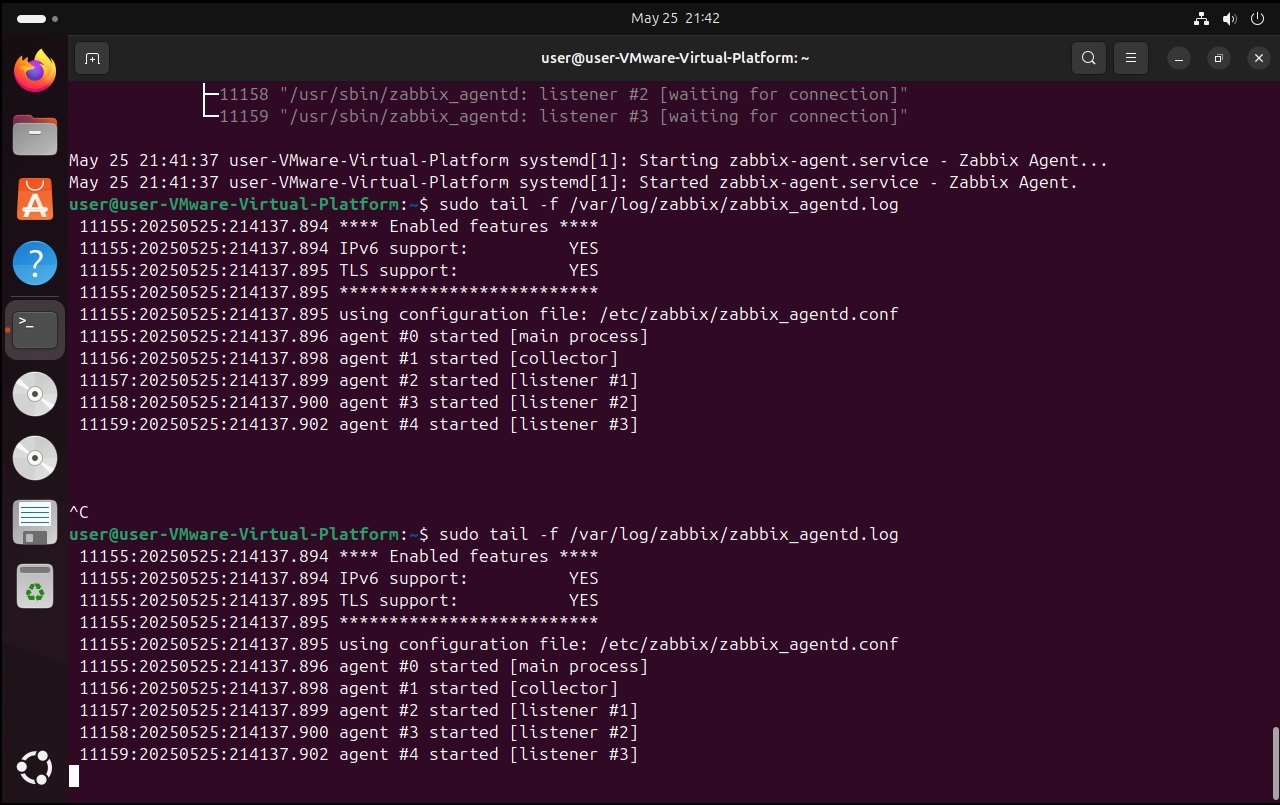 May 25 21:42
user@user-VMware-Virtual-Platform: ~
11158 "/usr/sbin/zabbix_agentd: listener #2 [waiting for connection]"
11159 "/usr/sbin/zabbix_agentd: listener #3 [waiting for connection]"
May 25 21:41:37 user-VMware-Virtual-Platform systemd[1]: Starting zabbix-agent.service - Zabbix Agent...
May 25 21:41:37 user-VMware-Virtual-Platform systemd[1]: Started zabbix-agent.service - Zabbix Agent.
user@user-VMware-Virtual-Platform:~$ sudo tail -f /var/log/zabbix/zabbix_agentd.log
11155:20250525:214137.894 **** Enabled features ****
11155:20250525:214137.894 IPv6 support:          YES
11155:20250525:214137.895 TLS support:           YES
11155:20250525:214137.895 **************************
11155:20250525:214137.895 using configuration file: /etc/zabbix/zabbix_agentd.conf
11155:20250525:214137.896 agent #0 started [main process]
11156:20250525:214137.898 agent #1 started [collector]
11157:20250525:214137.899 agent #2 started [listener #1]
11158:20250525:214137.900 agent #3 started [listener #2]
11159:20250525:214137.902 agent #4 started [listener #3]
^C
user@user-VMware-Virtual-Platform:~$ sudo tail -f /var/log/zabbix/zabbix_agentd.log
11155:20250525:214137.894 **** Enabled features ****
11155:20250525:214137.894 IPv6 support:          YES
11155:20250525:214137.895 TLS support:           YES
11155:20250525:214137.895 **************************
11155:20250525:214137.895 using configuration file: /etc/zabbix/zabbix_agentd.conf
11155:20250525:214137.896 agent #0 started [main process]
11156:20250525:214137.898 agent #1 started [collector]
11157:20250525:214137.899 agent #2 started [listener #1]
11158:20250525:214137.900 agent #3 started [listener #2]
11159:20250525:214137.902 agent #4 started [listener #3]